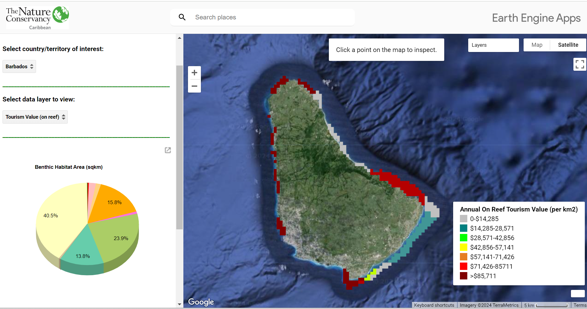 The Nature
Conservancy
Caribbean
Search places
Earth Engine Apps
Select country/territory of interest:
Barbados
Select data layer to view:
Tourism Value (on reef)
Benthic Habitat Area (sqkm)
15.8%
40.5%
23.9%
13.8%
Click a point on the map to inspect.
Layers
Map
Satellite
+
−
Annual On Reef Tourism Value (per km2)
0-$14,285
$14,285-28,571
$28,571-42,856
$42,856-57,141
$57,141-71,426
$71,426-85711
>$85,711
Google
Keyboard shortcuts
Imagery ©2024 TerraMetrics
5 km
Terms